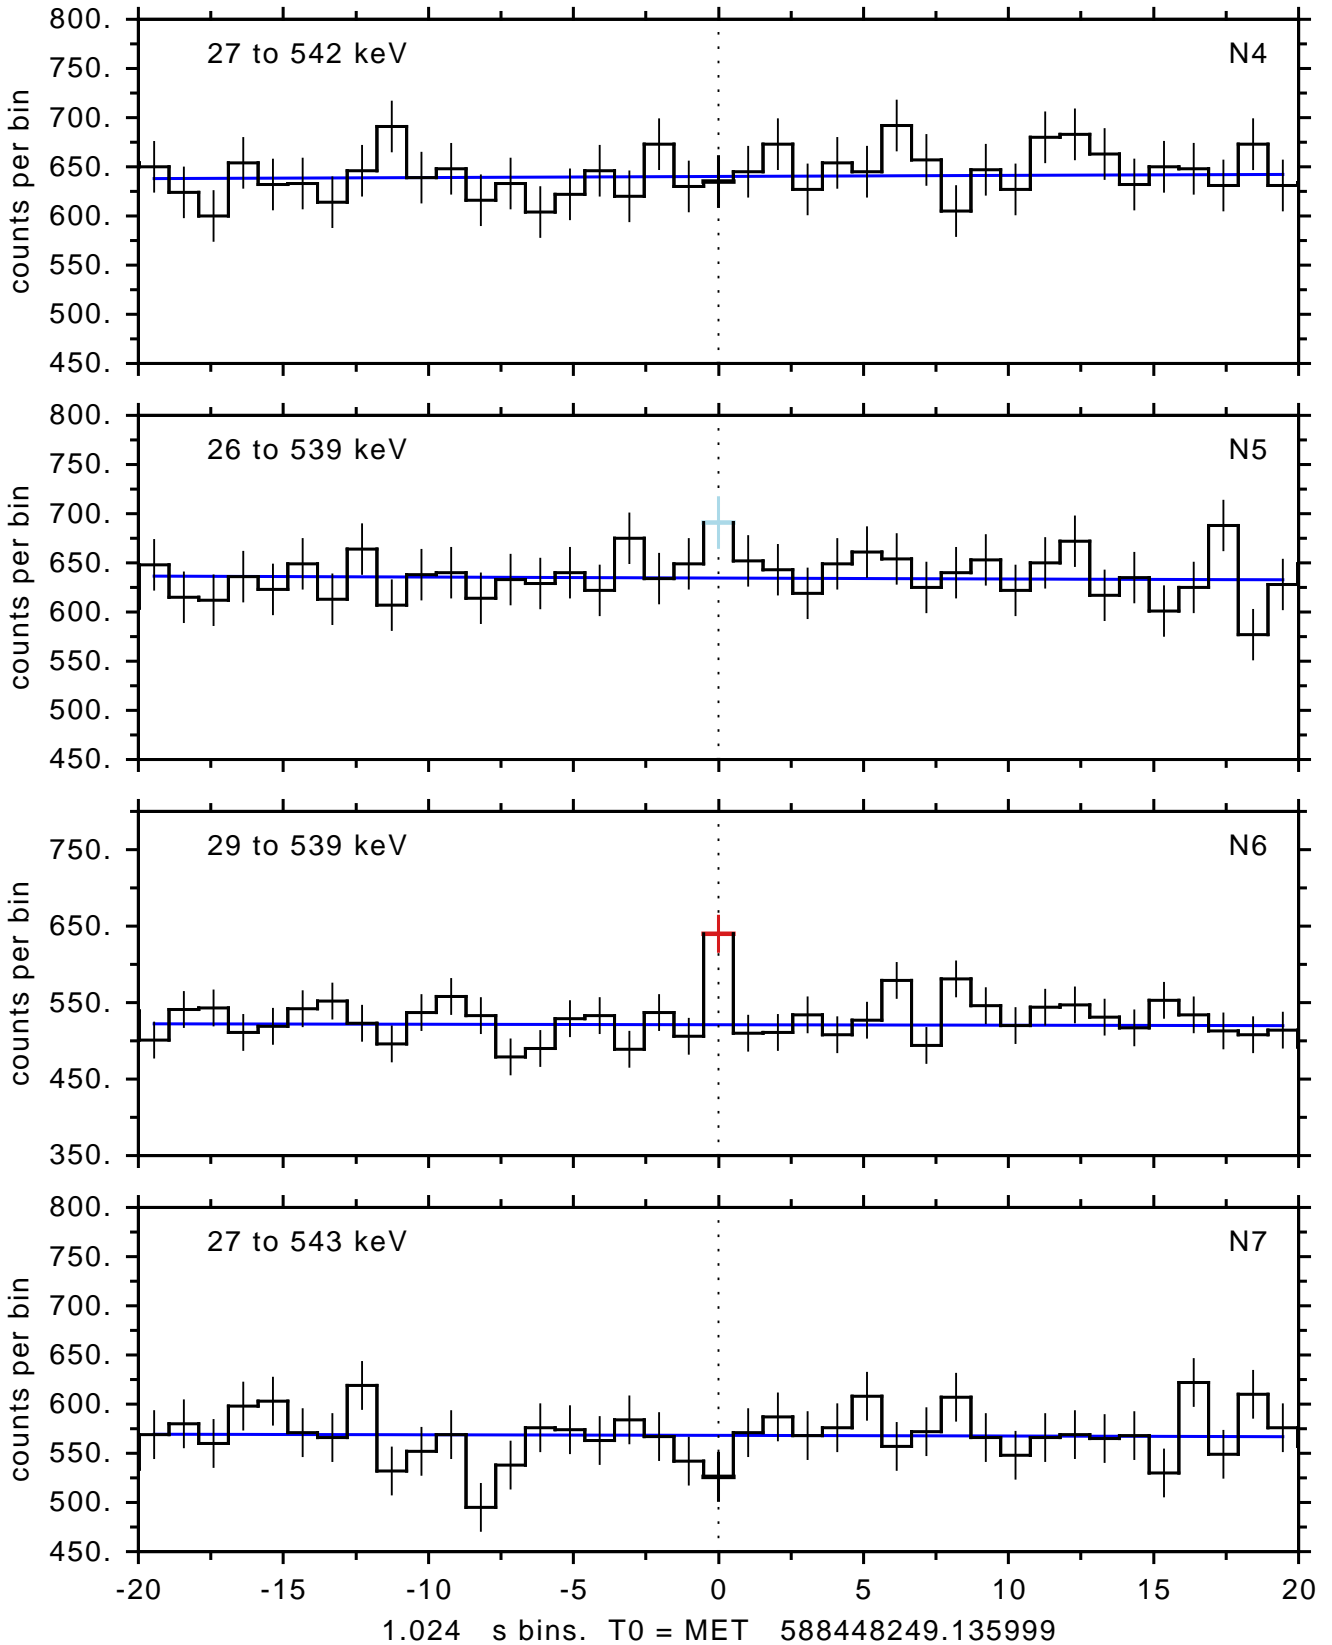 800.
27 to 542 keV N4
750.
700.
650.
600.
550.
500.
450.
counts per bin
800.
26 to 539 keV N5
750.
700.
650.
600.
550.
500.
450.
counts per bin
29 to 539 keV N6
750.
650.
550.
450.
350.
counts per bin
800.
27 to 543 keV N7
750.
700.
650.
600.
550.
500.
450.
counts per bin
-20 -15 -10 -5 0 5 10 15 20
1.024 s bins. T0 = MET 588448249.135999